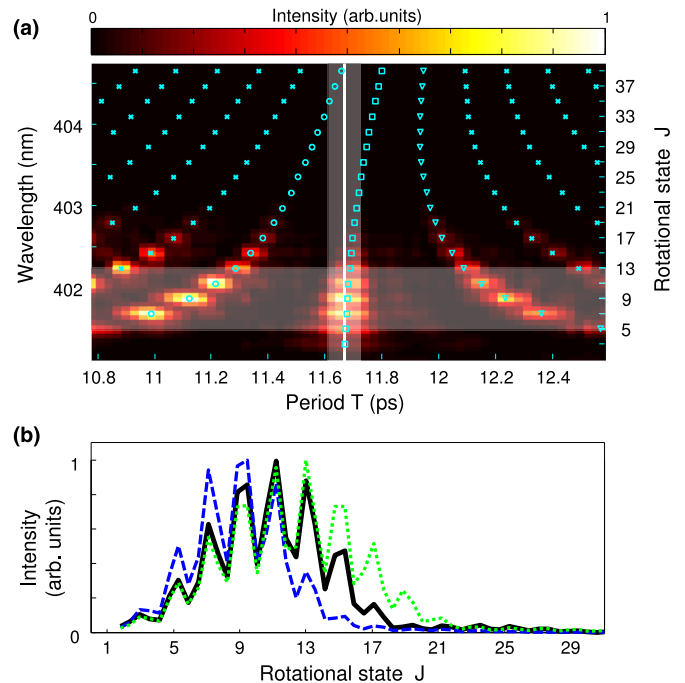 Intensity (arb.units)
0
1
(a)
Wavelength (nm)
404
403
402
37
33
29
25
21
17
13
9
5
Rotational state J
10.8 11 11.2 11.4 11.6 11.8 12 12.2 12.4
Period T (ps)
(b)
Intensity
(arb. units)
1
0
1 5 9 13 17 21 25 29
Rotational state J